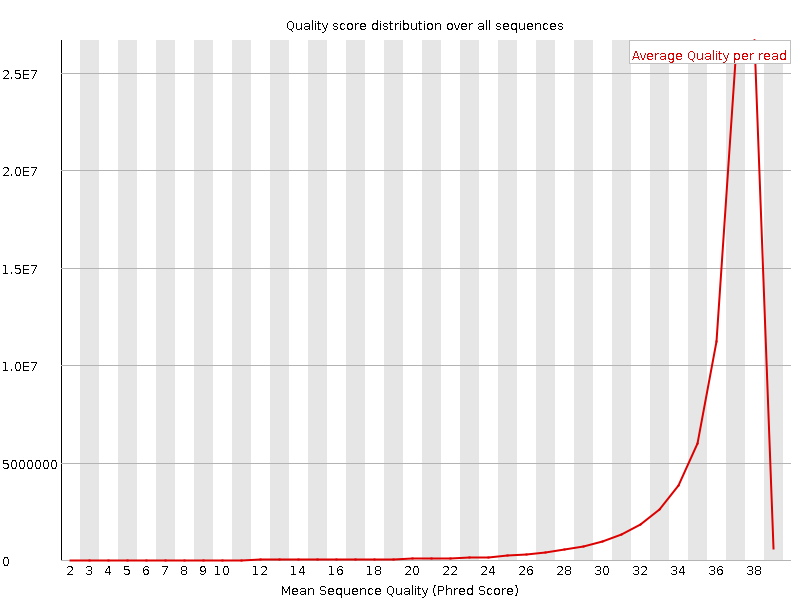 Quality score distribution over all sequences
Average Quality per read
2.5E7
2.0E7
1.5E7
1.0E7
5000000
0
2 3 4 5 6 7 8 9 10 12 14 16 18 20 22 24 26 28 30 32 34 36 38
Mean Sequence Quality (Phred Score)